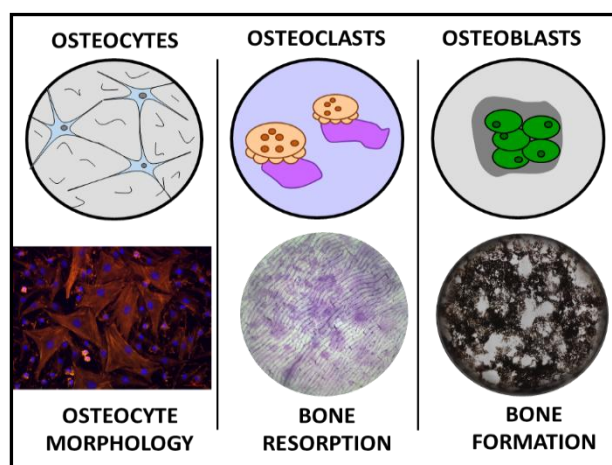 OSTEOCYTES
OSTEOCLASTS
OSTEOBLASTS
OSTEOCYTE
MORPHOLOGY
BONE
RESORPTION
BONE
FORMATION